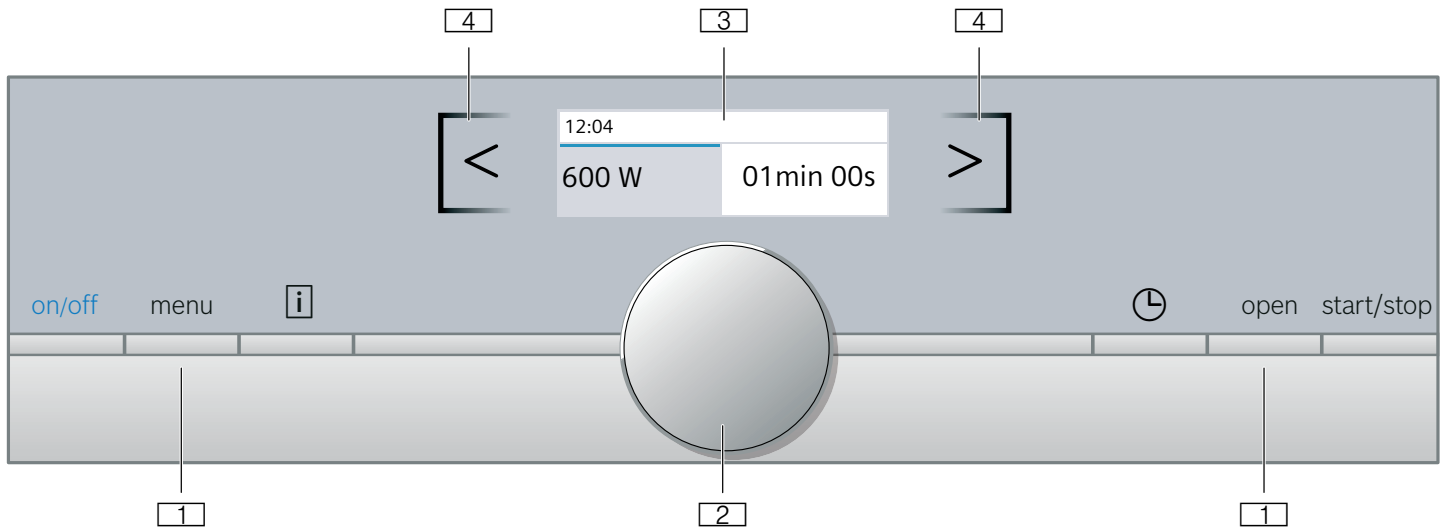 4 3 4
< 12:04 >
600 W 01min 00s
on/off menu i open start/stop
1 2 1